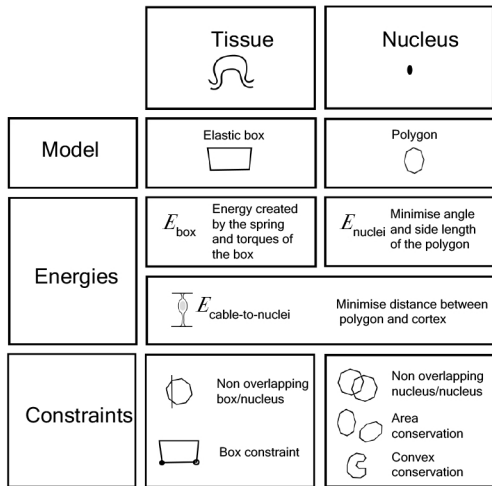 Tissue
Nucleus
Model
Elastic box
Polygon
Energies
E_box
Energy created
by the spring
and torques of
the box
E_nuclei
Minimise angle
and side length
of the polygon
E_cable-to-nuclei
Minimise distance between
polygon and cortex
Constraints
Non overlapping
box/nucleus
Box constraint
Non overlapping
nucleus/nucleus
Area
conservation
Convex
conservation